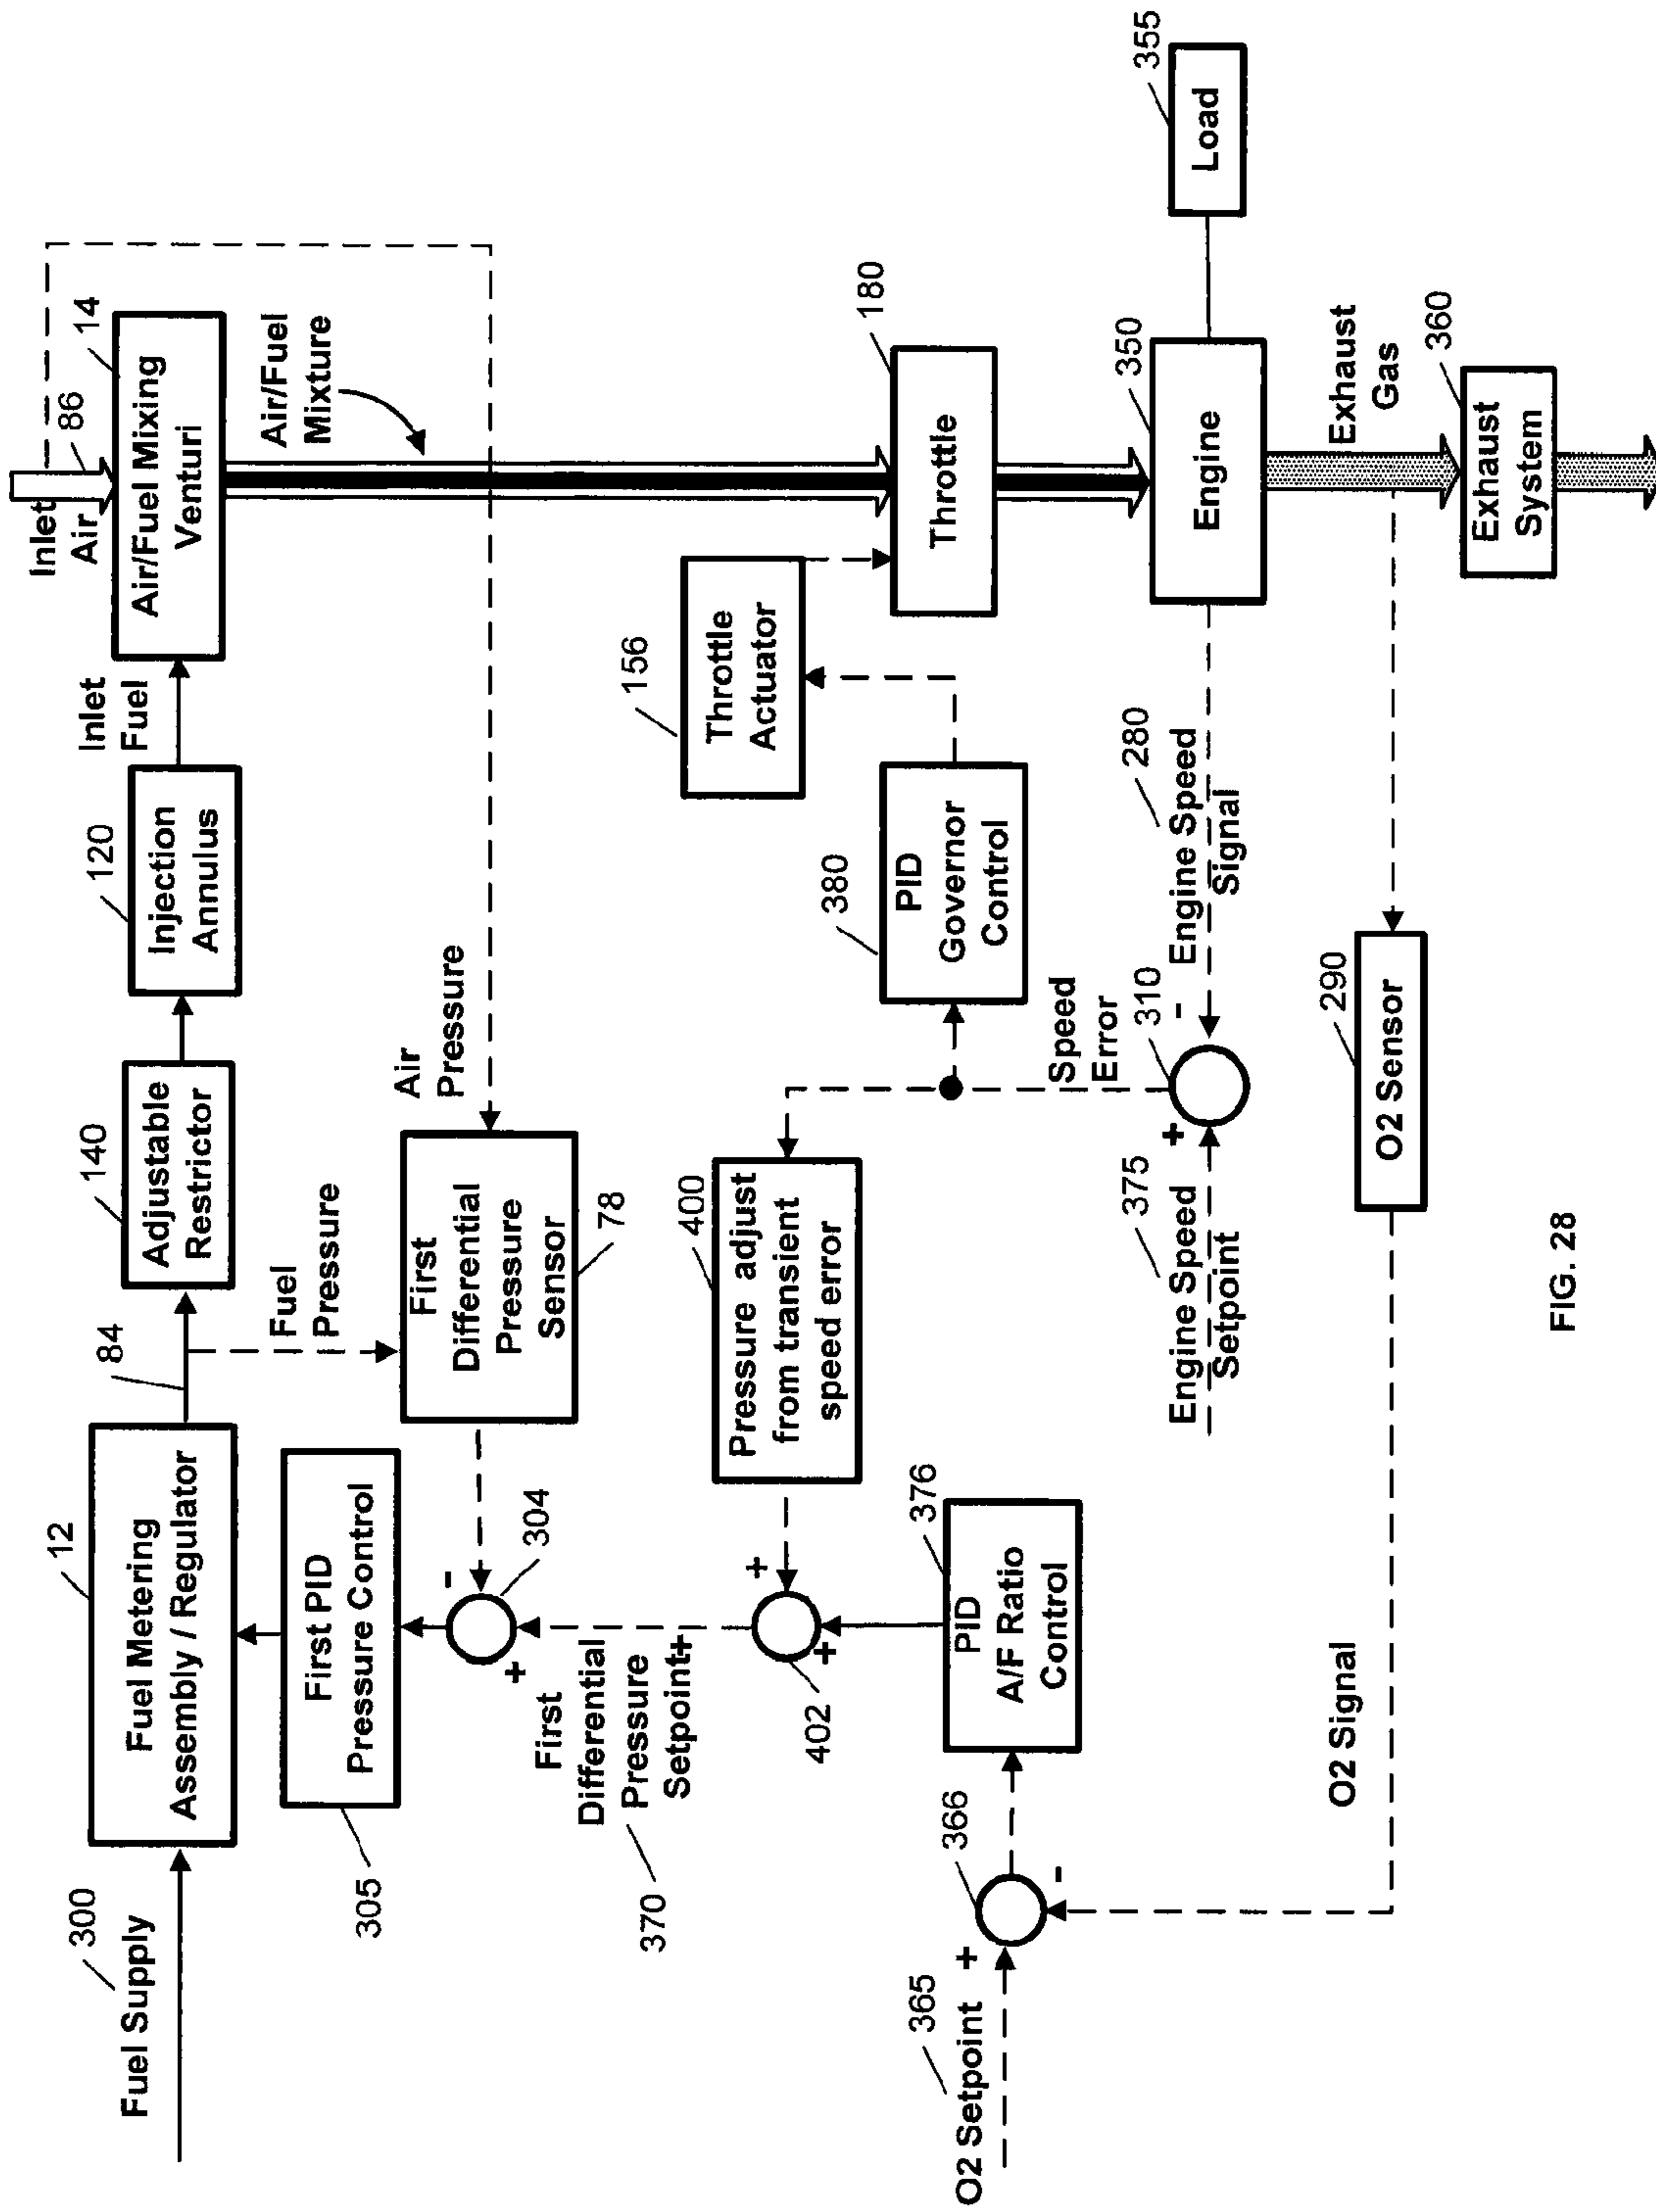 300
Fuel Supply
12
Fuel Metering
Assembly / Regulator
84
140
Adjustable
Restrictor
120
Injection
Annulus
Inlet
Fuel
Inlet
Air
86
14
Air/Fuel Mixing
Venturi
Air/Fuel
Mixture
305
First PID
Pressure Control
Fuel
Pressure
First
Differential
Pressure
Sensor
78
Air
Pressure
-
304
+
First
Differential
Pressure
Setpoint+
370
400
Pressure adjust
from transient
speed error
+
+
402
156
Throttle
Actuator
180
Throttle
380
PID
Governor
Control
376
PID
A/F Ratio
Control
365
O2 Setpoint
+
366
-
Speed
Error
310
-
+
375
Engine Speed
Setpoint
280
Engine Speed
Signal
350
Engine
355
Load
Exhaust
Gas
360
Exhaust
System
290
O2 Sensor
O2 Signal
FIG. 28